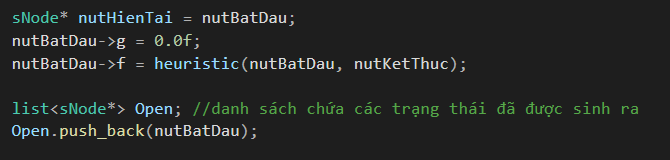 sNode* nutHienTai = nutBatDau;
nutBatDau->g = 0.0f;
nutBatDau->f = heuristic(nutBatDau, nutKetThuc);
list<sNode*> Open; //danh sách chứa các trạng thái đã được sinh ra
Open.push_back(nutBatDau);